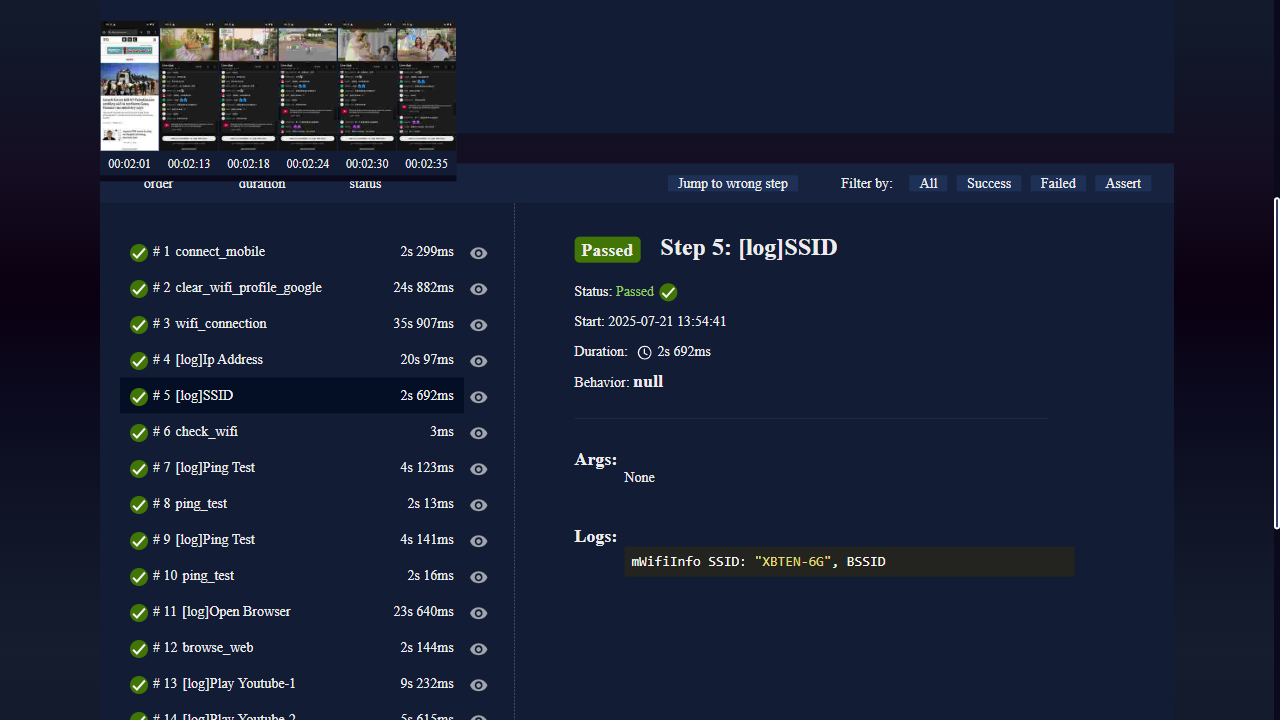 00:02:01 00:02:13 00:02:18 00:02:24 00:02:30 00:02:35
order duration status
Jump to wrong step Filter by: All Success Failed Assert
# 1 connect_mobile 2s 299ms
# 2 clear_wifi_profile_google 24s 882ms
# 3 wifi_connection 35s 907ms
# 4 [log]Ip Address 20s 97ms
# 5 [log]SSID 2s 692ms
# 6 check_wifi 3ms
# 7 [log]Ping Test 4s 123ms
# 8 ping_test 2s 13ms
# 9 [log]Ping Test 4s 141ms
# 10 ping_test 2s 16ms
# 11 [log]Open Browser 23s 640ms
# 12 browse_web 2s 144ms
# 13 [log]Play Youtube-1 9s 232ms
# 14 [log]Play Youtube-2 5s 615ms
Passed Step 5: [log]SSID
Status: Passed
Start: 2025-07-21 13:54:41
Duration: 2s 692ms
Behavior: null
Args:
None
Logs:
mWifiInfo SSID: "XBTEN-6G", BSSID